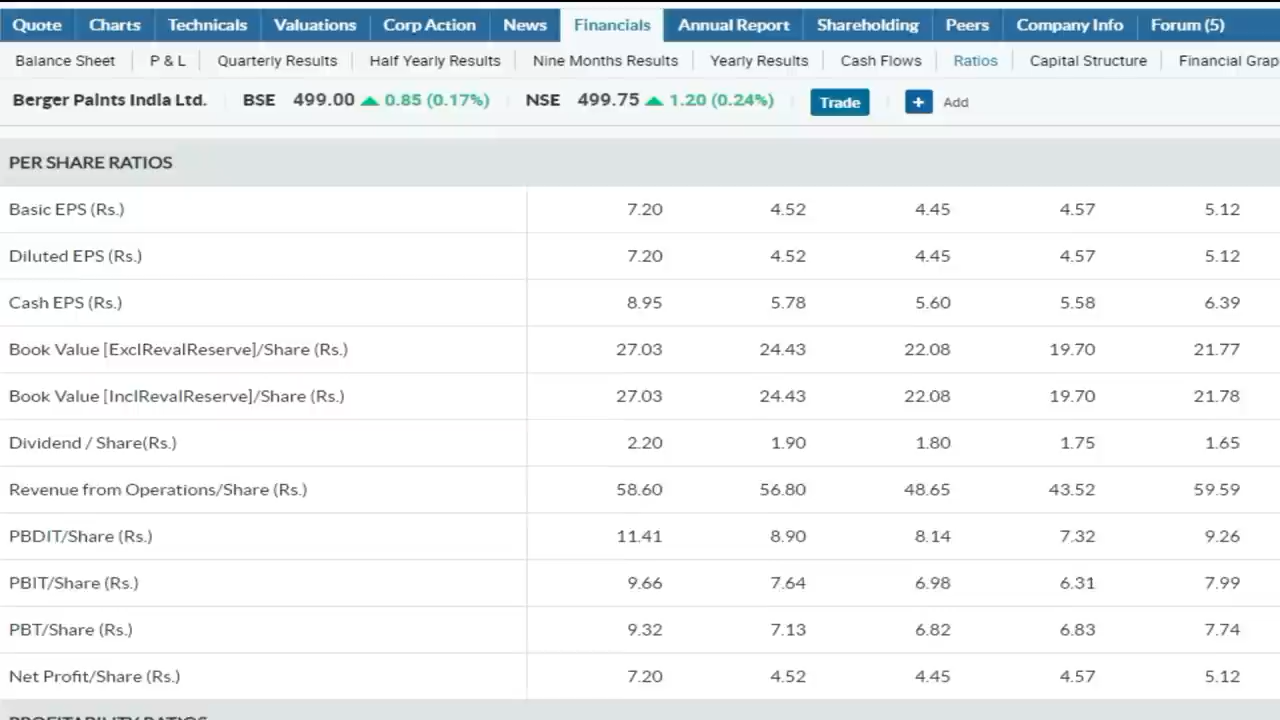 Quote Charts Technicals Valuations Corp Action News Financials Annual Report Shareholding Peers Company Info Forum (5)
Balance Sheet P & L Quarterly Results Half Yearly Results Nine Months Results Yearly Results Cash Flows Ratios Capital Structure Financial Grap
Berger Paints India Ltd. BSE 499.00 ▲ 0.85 (0.17%) NSE 499.75 ▲ 1.20 (0.24%) Trade + Add
PER SHARE RATIOS
Basic EPS (Rs.) 7.20 4.52 4.45 4.57 5.12
Diluted EPS (Rs.) 7.20 4.52 4.45 4.57 5.12
Cash EPS (Rs.) 8.95 5.78 5.60 5.58 6.39
Book Value [ExclRevalReserve]/Share (Rs.) 27.03 24.43 22.08 19.70 21.77
Book Value [InclRevalReserve]/Share (Rs.) 27.03 24.43 22.08 19.70 21.78
Dividend / Share(Rs.) 2.20 1.90 1.80 1.75 1.65
Revenue from Operations/Share (Rs.) 58.60 56.80 48.65 43.52 59.59
PBDIT/Share (Rs.) 11.41 8.90 8.14 7.32 9.26
PBIT/Share (Rs.) 9.66 7.64 6.98 6.31 7.99
PBT/Share (Rs.) 9.32 7.13 6.82 6.83 7.74
Net Profit/Share (Rs.) 7.20 4.52 4.45 4.57 5.12
PROFITABILITY RATIOS